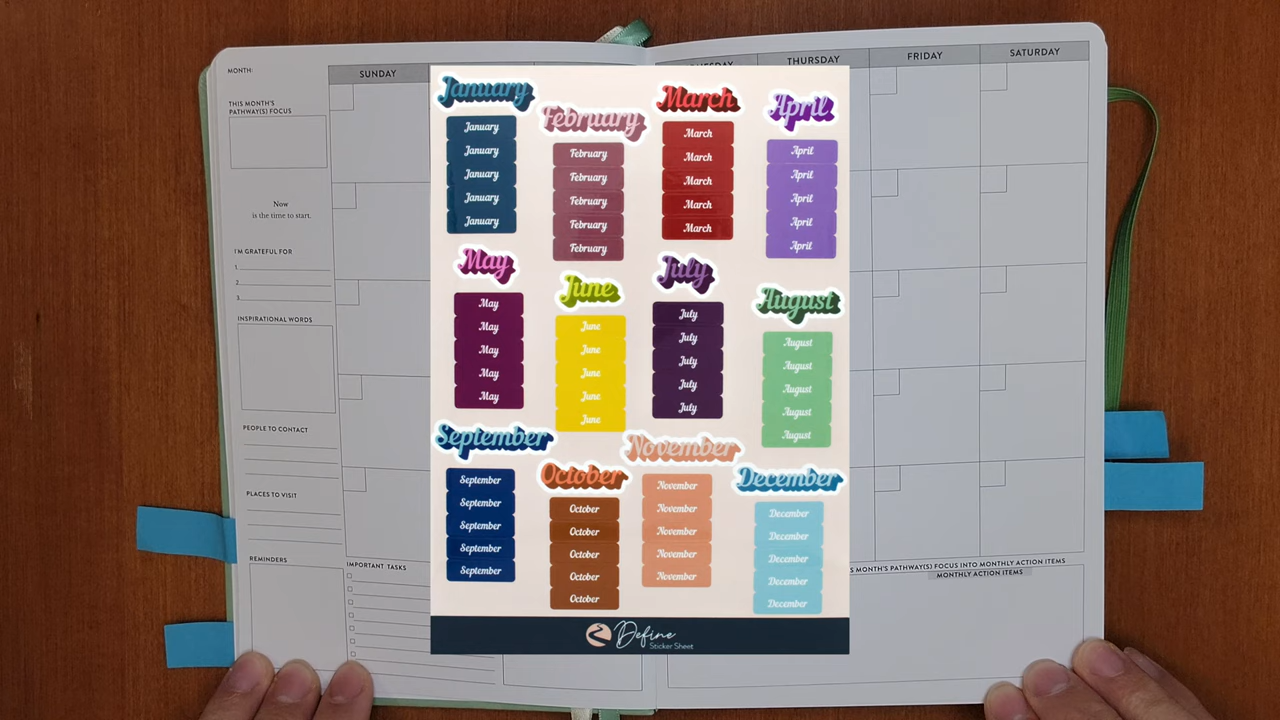 MONTH:
THIS MONTH'S
PATHWAY(S) FOCUS
Now
is the time to start.
I'M GRATEFUL FOR
1.
2.
3.
INSPIRATIONAL WORDS
PEOPLE TO CONTACT
PLACES TO VISIT
REMINDERS
IMPORTANT TASKS
SUNDAY
THURSDAY
FRIDAY
SATURDAY
January
January
January
January
January
January
February
February
February
February
February
February
March
March
March
March
March
March
April
April
April
April
April
April
May
May
May
May
May
May
June
June
June
June
June
June
July
July
July
July
July
July
August
August
August
August
August
August
September
September
September
September
September
September
October
October
October
October
October
October
November
November
November
November
November
November
December
December
December
December
December
December
Define
Sticker Sheet
MONTH'S PATHWAY(S) FOCUS INTO MONTHLY ACTION ITEMS
MONTHLY ACTION ITEMS